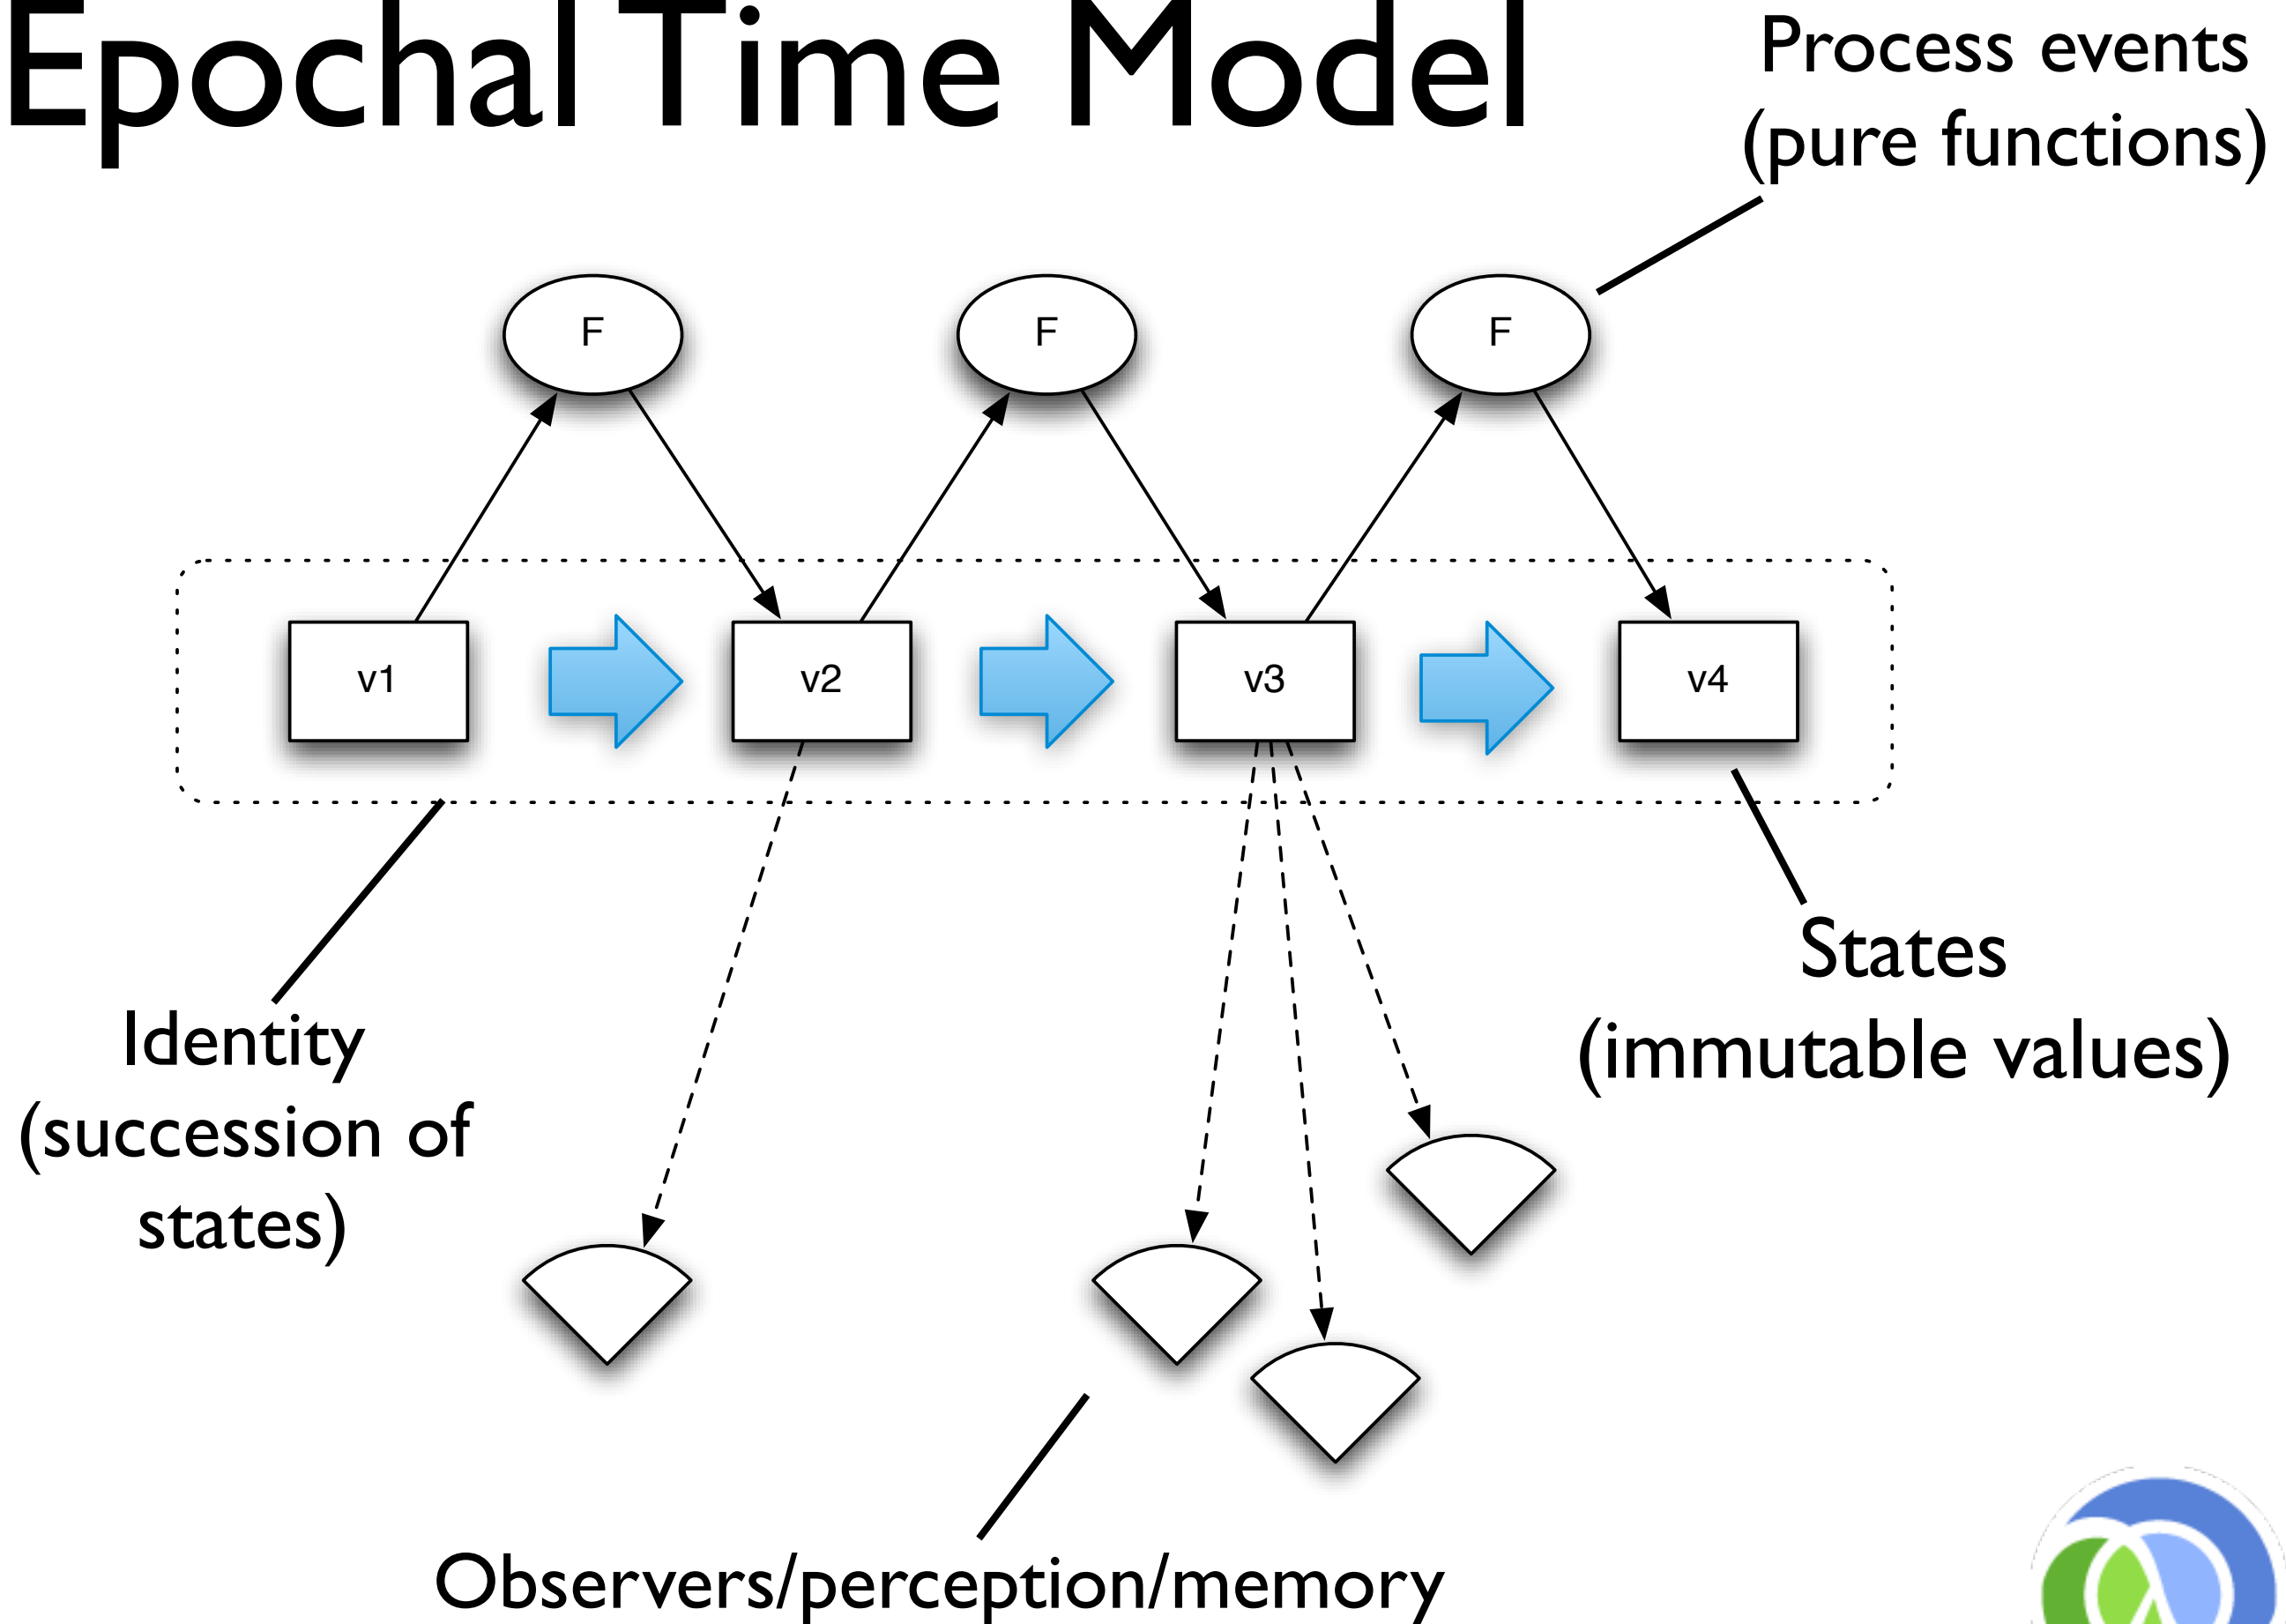 Epochal Time Model
Process events
(pure functions)
F
F
F
v1
v2
v3
v4
States
(immutable values)
Identity
(succession of
states)
Observers/perception/memory